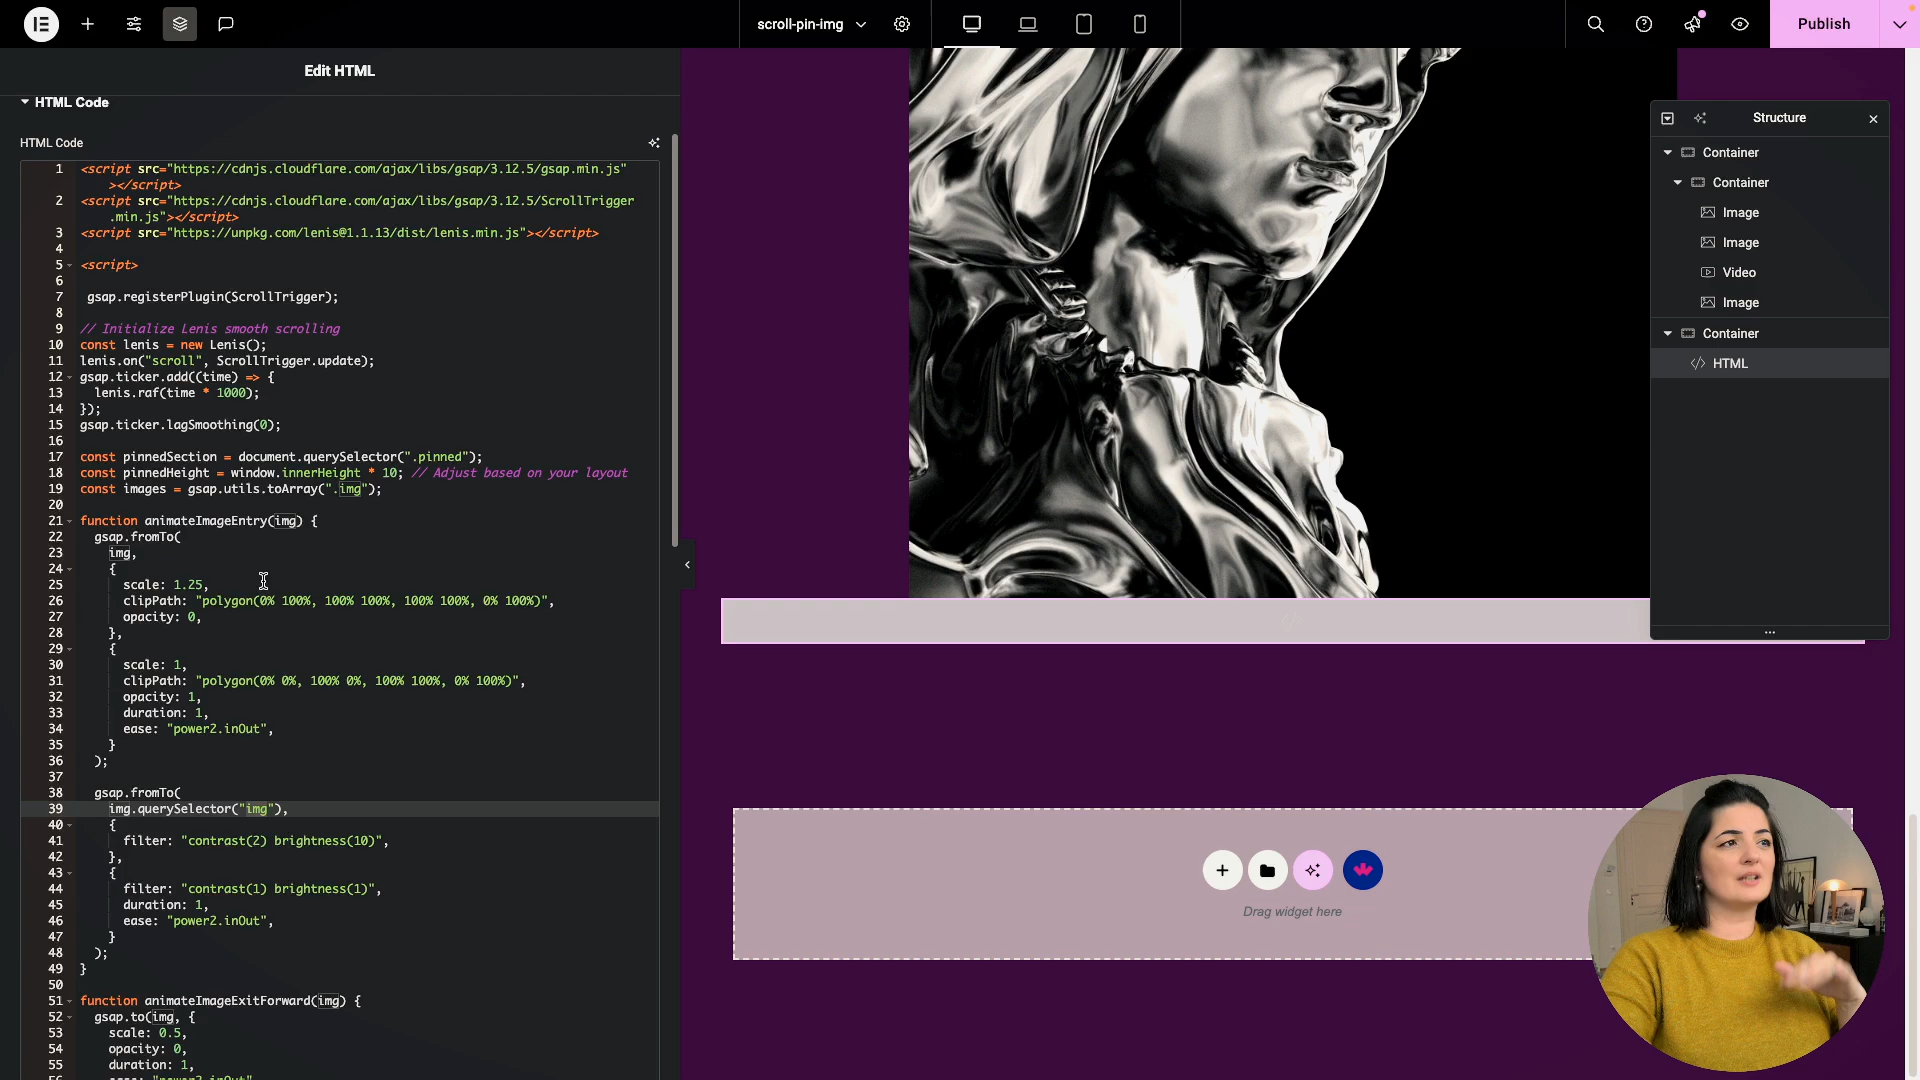 scroll-pin-img
Publish
Edit HTML
HTML Code
HTML Code
1 <script src="https://cdnjs.cloudflare.com/ajax/libs/gsap/3.12.5/gsap.min.js"
></script>
2 <script src="https://cdnjs.cloudflare.com/ajax/libs/gsap/3.12.5/ScrollTrigger
.min.js"></script>
3 <script src="https://unpkg.com/lenis@1.1.13/dist/lenis.min.js"></script>
4
5 <script>
6
7 gsap.registerPlugin(ScrollTrigger);
8
9 // Initialize Lenis smooth scrolling
10 const lenis = new Lenis();
11 lenis.on("scroll", ScrollTrigger.update);
12 gsap.ticker.add((time) => {
13 lenis.raf(time * 1000);
14 });
15 gsap.ticker.lagSmoothing(0);
16
17 const pinnedSection = document.querySelector(".pinned");
18 const pinnedHeight = window.innerHeight * 10; // Adjust based on your layout
19 const images = gsap.utils.toArray(".img");
20
21 function animateImageEntry(img) {
22 gsap.fromTo(
23 img,
24 {
25 scale: 1.25,
26 clipPath: "polygon(0% 100%, 100% 100%, 100% 100%, 0% 100%)",
27 opacity: 0,
28 },
29 {
30 scale: 1,
31 clipPath: "polygon(0% 0%, 100% 0%, 100% 100%, 0% 100%)",
32 opacity: 1,
33 duration: 1,
34 ease: "power2.inOut",
35 }
36 );
37
38 gsap.fromTo(
39 img.querySelector("img"),
40 {
41 filter: "contrast(2) brightness(10)",
42 },
43 {
44 filter: "contrast(1) brightness(1)",
45 duration: 1,
46 ease: "power2.inOut",
47 }
48 );
49 }
50
51 function animateImageExitForward(img) {
52 gsap.to(img, {
53 scale: 0.5,
54 opacity: 0,
55 duration: 1,
Structure
Container
Container
Image
Image
Video
Image
Container
HTML
Drag widget here